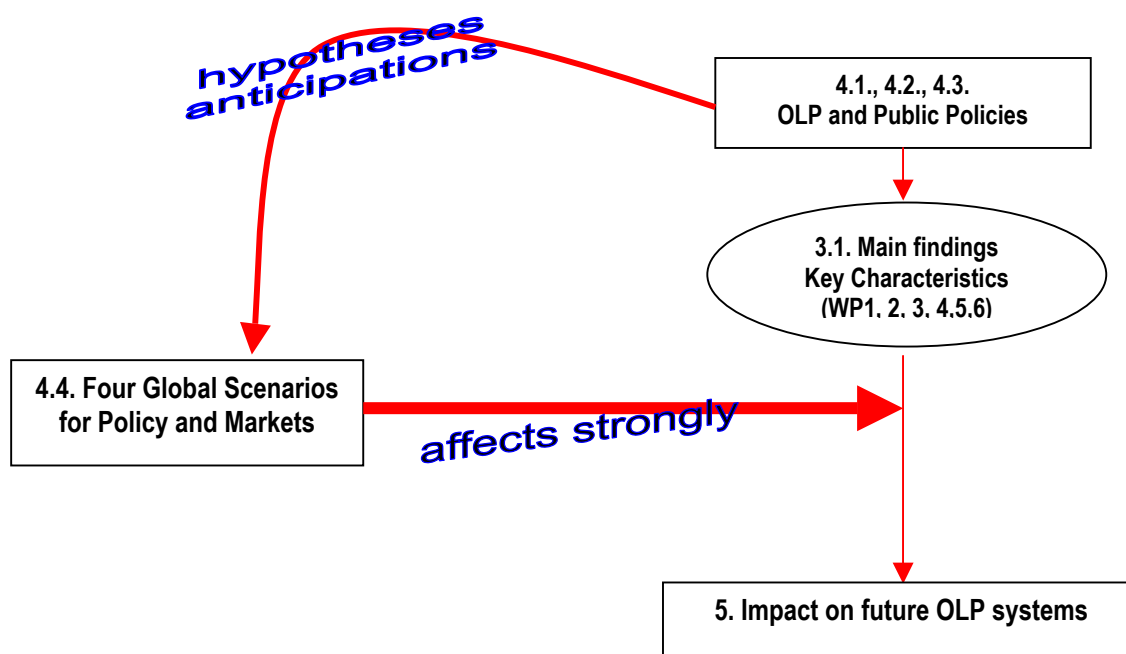 hypotheses
anticipations
4.1., 4.2., 4.3.
OLP and Public Policies
3.1. Main findings
Key Characteristics
(WP1, 2, 3, 4,5,6)
4.4. Four Global Scenarios
for Policy and Markets
affects strongly
5. Impact on future OLP systems